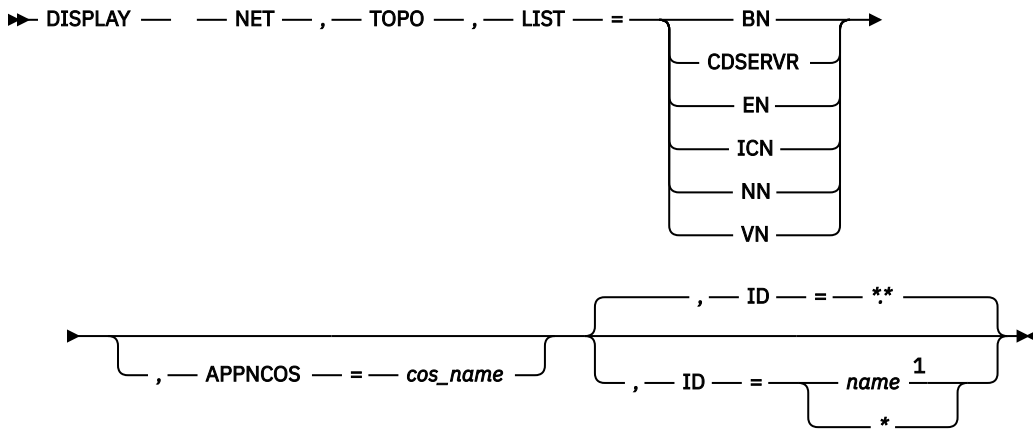 DISPLAY NET , TOPO , LIST = BN
CDSERVR
EN
ICN
NN
VN
, ID = *.*
, APPNCOS = cos_name
, ID = name 1
*